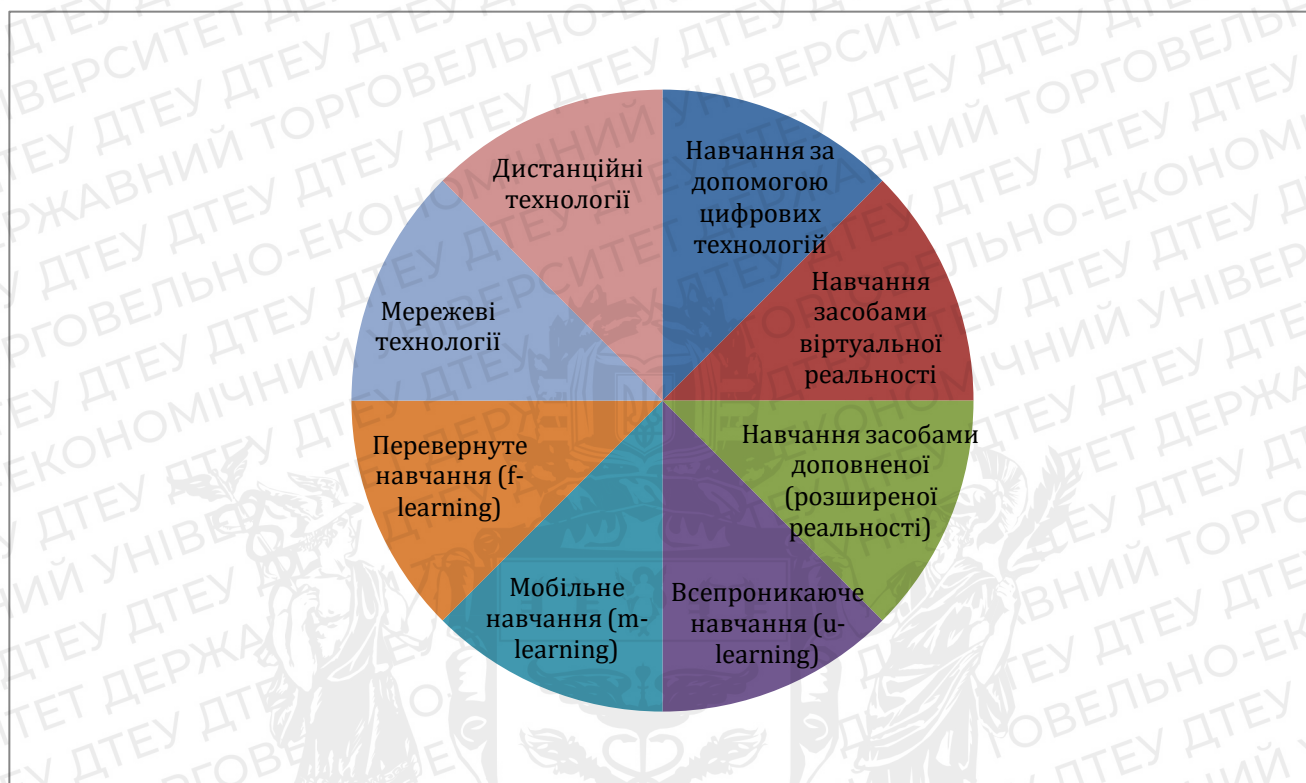 Навчання за
допомогою
цифрових
технологій
Навчання
засобами
віртуальної
реальності
Навчання засобами
доповненої
(розширеної
реальності)
Всепроникаюче
навчання (u-
learning)
Мобільне
навчання (m-
learning)
Перевернуте
навчання (f-
learning)
Мережеві
технології
Дистанційні
технології